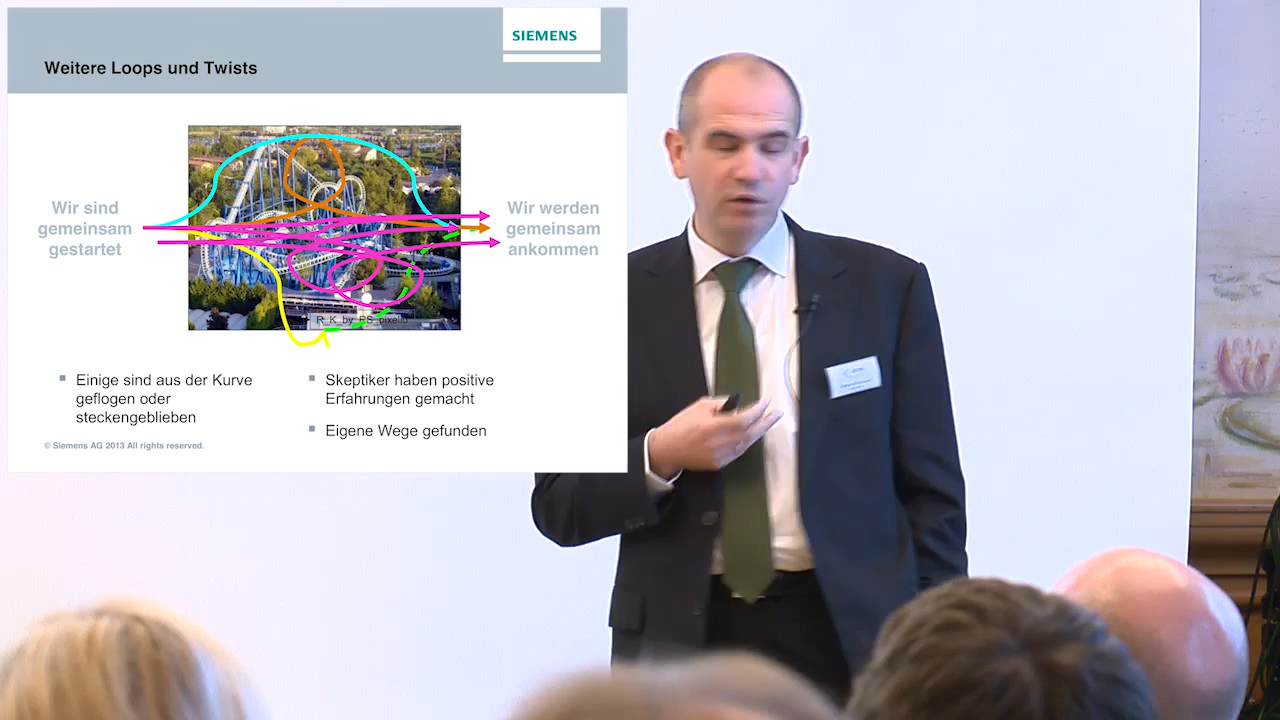 SIEMENS
Weitere Loops und Twists
Wir sind
gemeinsam
gestartet
Wir werden
gemeinsam
ankommen
R_K_by_PS_pixelio
Einige sind aus der Kurve
geflogen oder
steckengeblieben
Skeptiker haben positive
Erfahrungen gemacht
Eigene Wege gefunden
© Siemens AG 2013 All rights reserved.